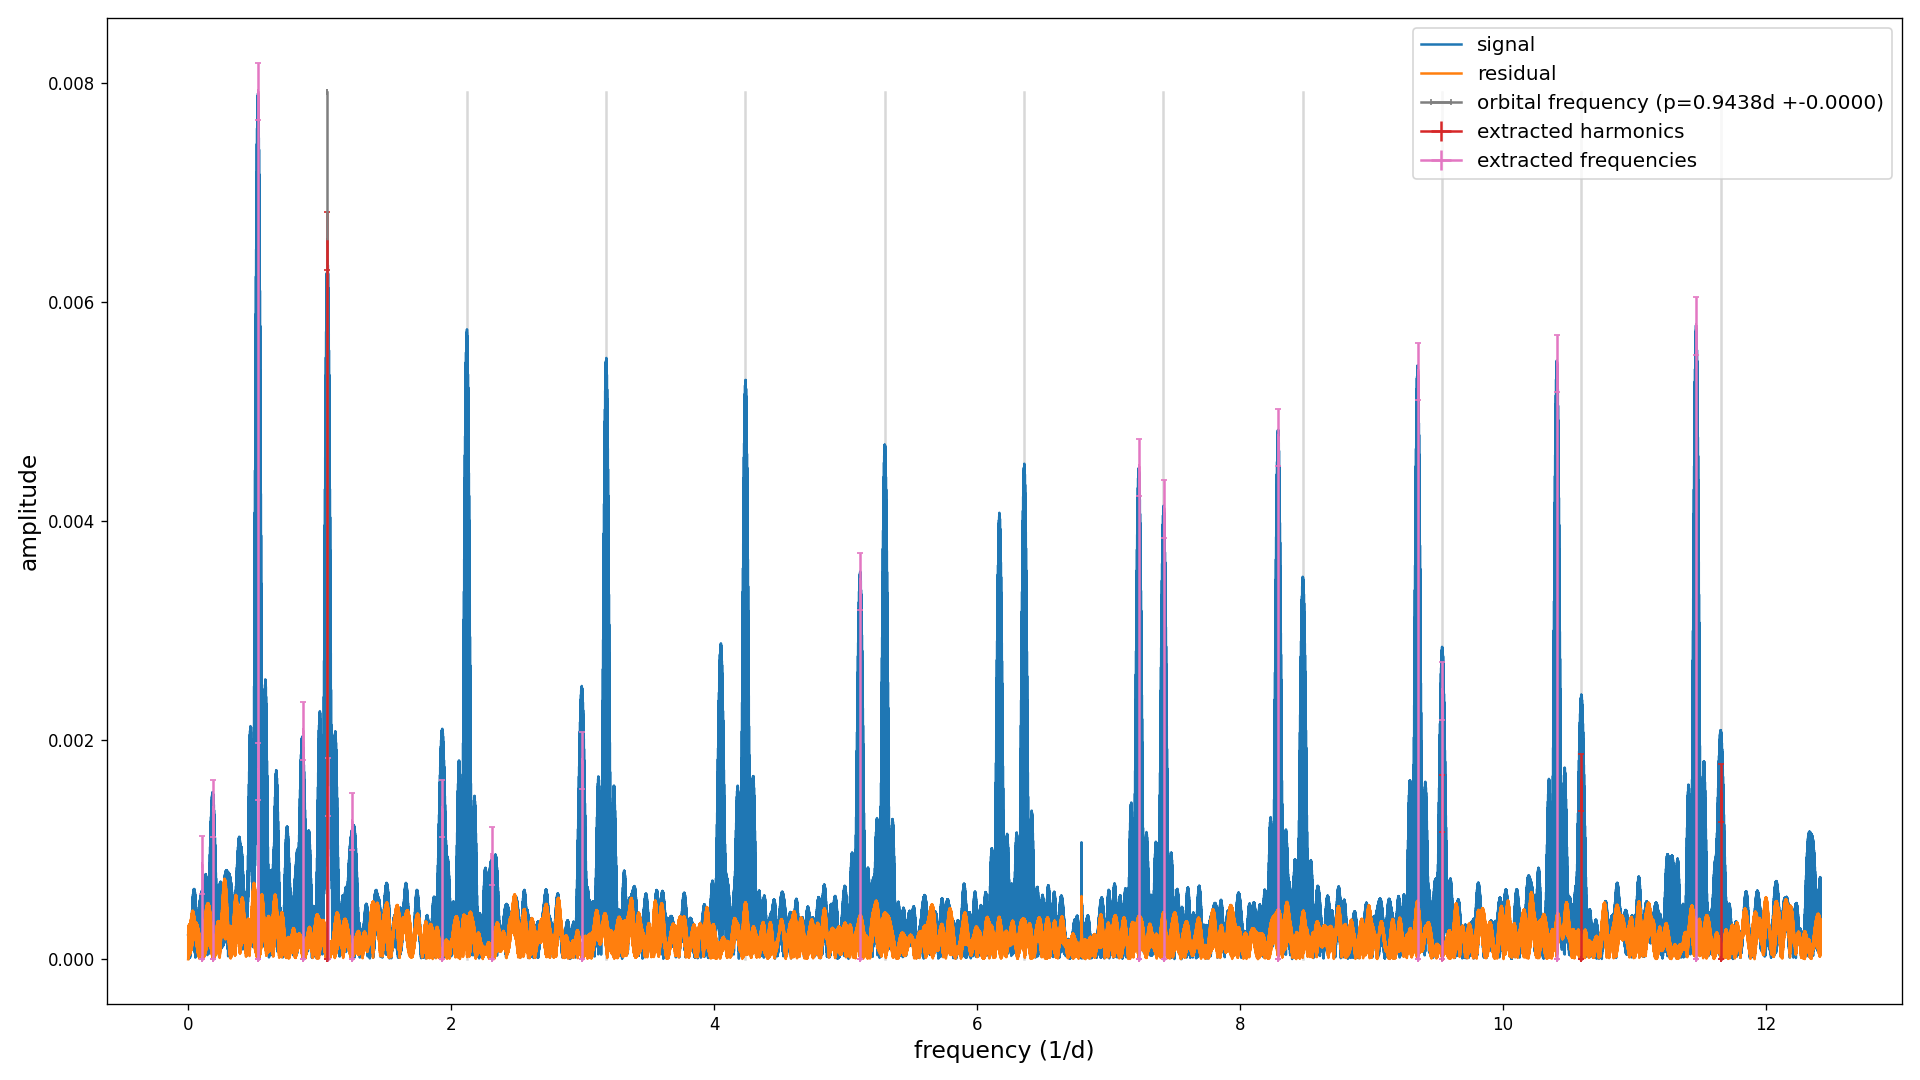 signal
residual
orbital frequency (p=0.9438d +-0.0000)
extracted harmonics
extracted frequencies
amplitude
0.008
0.006
0.004
0.002
0.000
0 2 4 6 8 10 12
frequency (1/d)